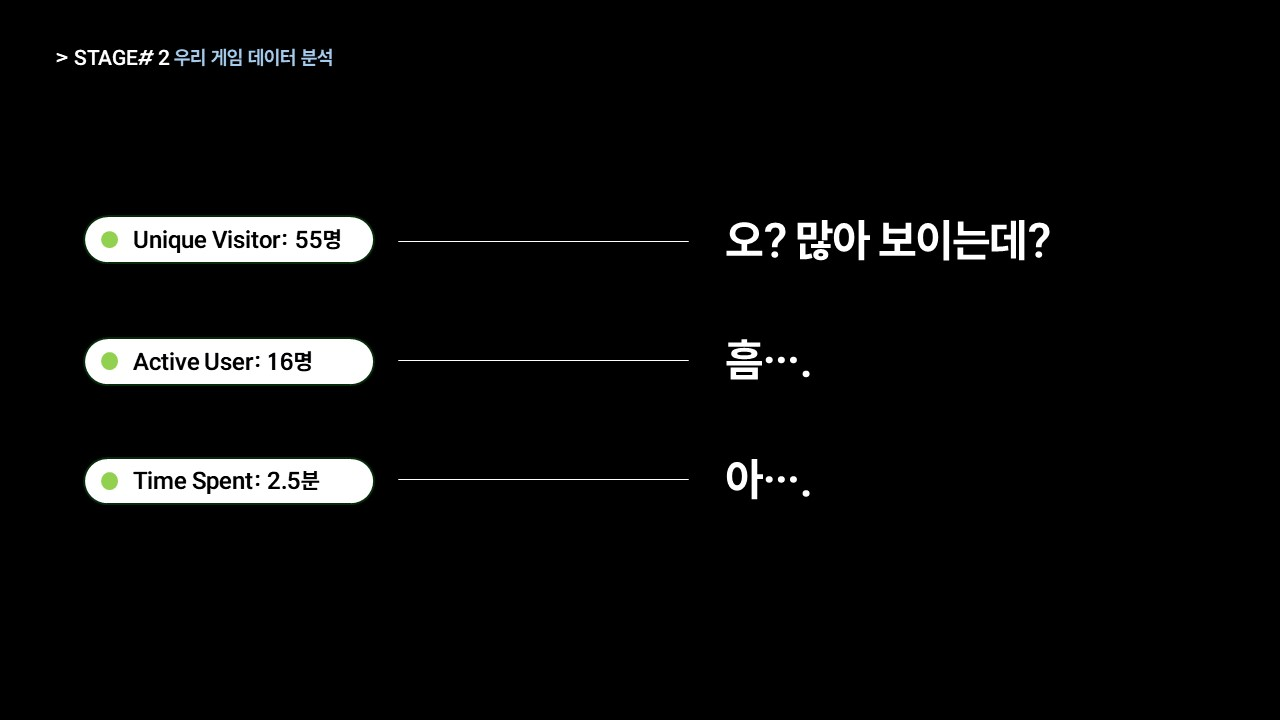 > STAGE# 2 우리 게임 데이터 분석
Unique Visitor: 55명
오? 많아 보이는데?
Active User: 16명
흠….
Time Spent: 2.5분
아….